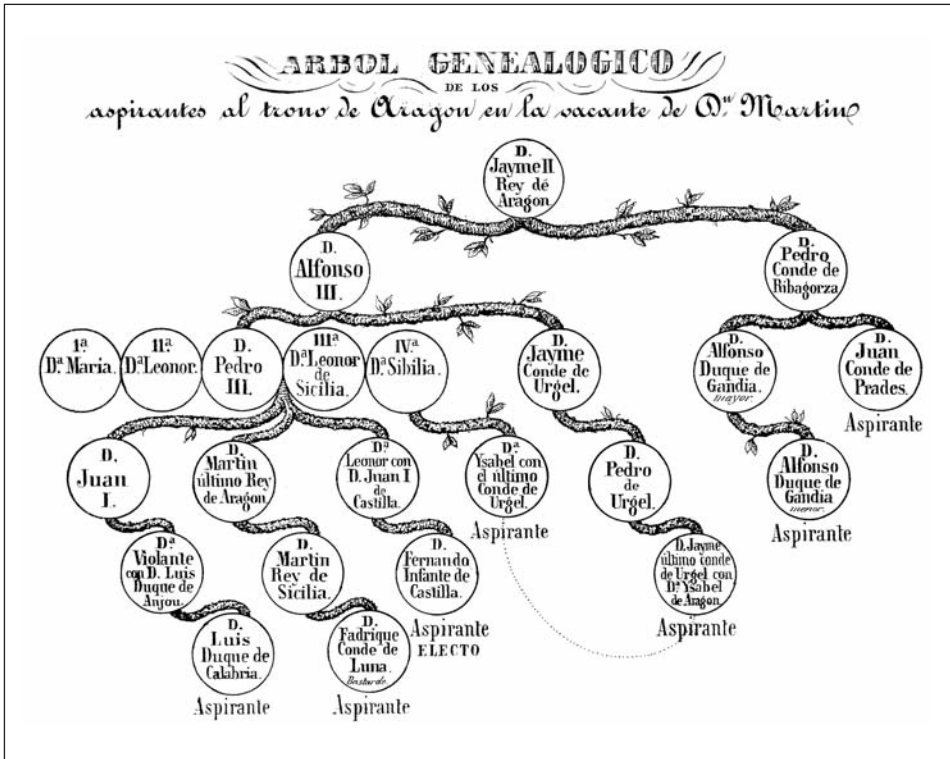 ARBOL GENEALOGICO
DE LOS
aspirantes al trono de Aragon en la vacante de Dn. Martin
D.
Jayme II
Rey de
Aragon.
D.
Alfonso
III.
D.
Pedro
Conde de
Ribagorza.
1ª.
Dª. Maria.
IIª.
Dª. Leonor.
D.
Pedro
III.
IIIª
Dª. Leonor
de
Sicilia.
IVª.
Dª. Sibilia.
D.
Jayme
Conde de
Urgel.
D.
Alfonso
Duque de
Gandia
mayor.
D.
Juan
Conde de
Prades.
Aspirante
D.
Juan
I.
D.
Martin
último Rey
de Aragon.
Dª.
Leonor con
D. Juan I
de
Castilla.
Dª.
Ysabel con
el último
Conde de
Urgel.
Aspirante
D.
Pedro
de
Urgel.
D.
Alfonso
Duque de
Gandia
menor.
Aspirante
Dª.
Violante
con D. Luis
Duque de
Anjou.
D.
Martin
Rey de
Sicilia.
D.
Fernando
Infante de
Castilla.
Aspirante
ELECTO
D. Jayme
último conde
de Urgel con
Dª. Ysabel
de Aragon.
Aspirante
D.
Luis
Duque de
Calabria.
Aspirante
D.
Fadrique
Conde de
Luna.
Bastardo.
Aspirante